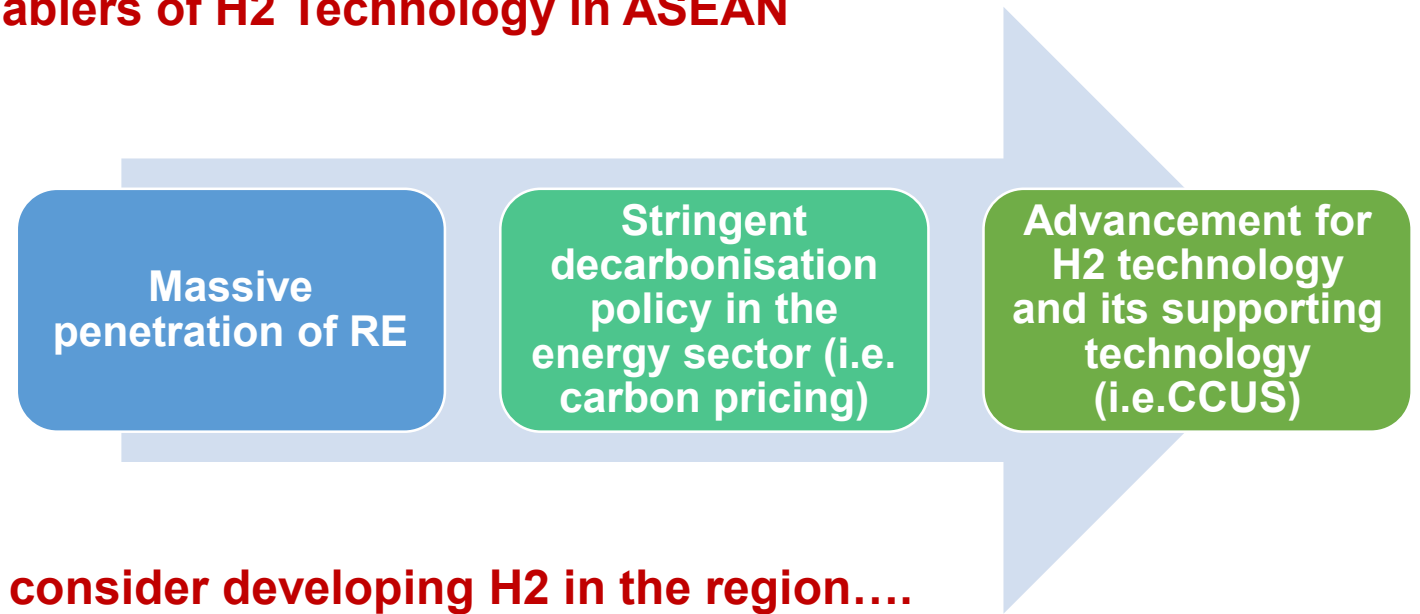 ablers of H2 Technology in ASEAN
Massive
penetration of RE
Stringent
decarbonisation
policy in the
energy sector (i.e.
carbon pricing)
Advancement for
H2 technology
and its supporting
technology
(i.e.CCUS)
consider developing H2 in the region....